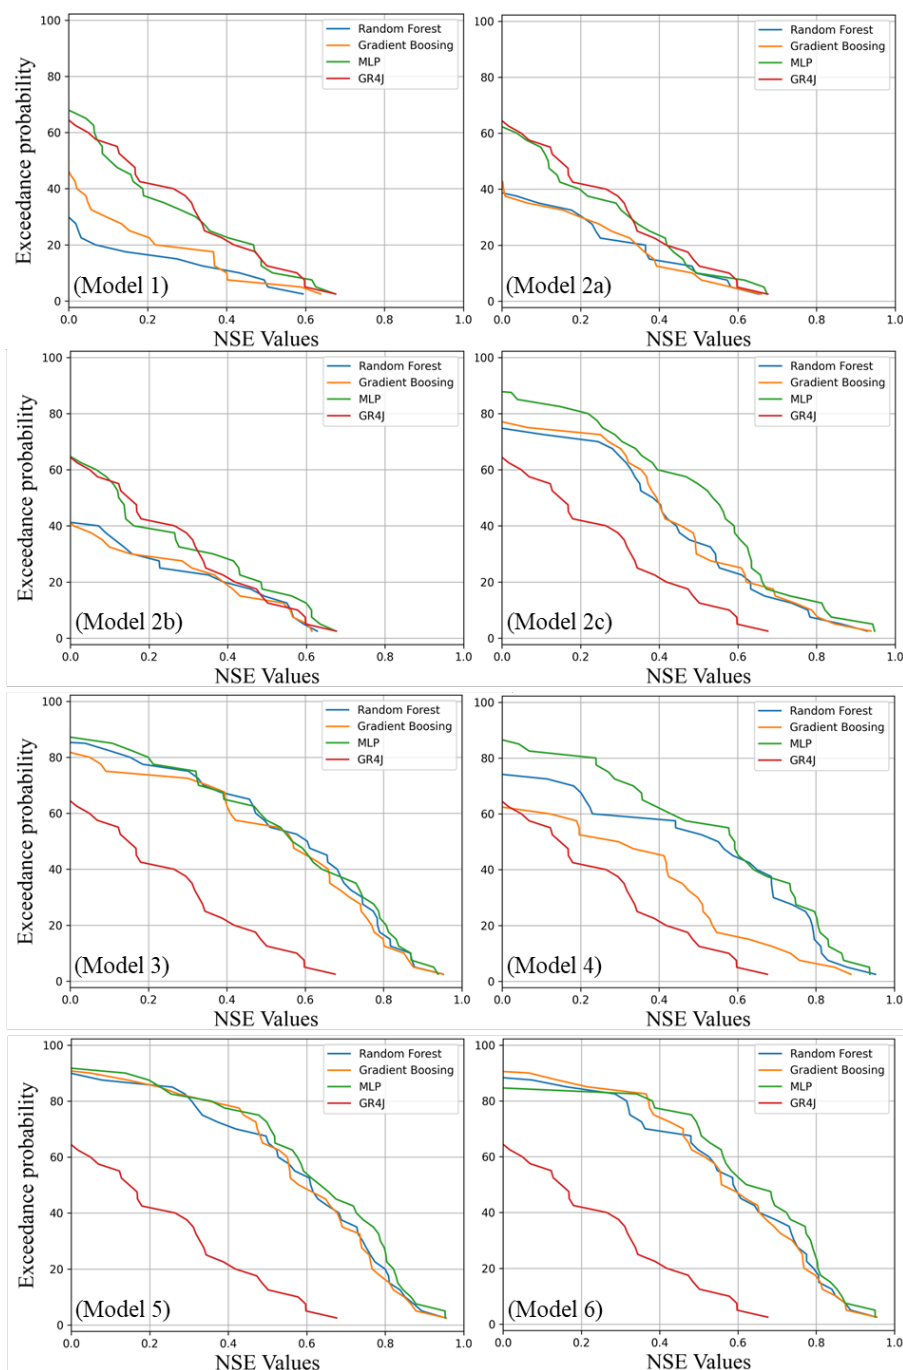 100
80
60
40
20
0
Exceedance probability
Random Forest
Gradient Boosing
MLP
GR4J
(Model 1)
0.0 0.2 0.4 0.6 0.8 1.0
NSE Values
100
80
60
40
20
0
Random Forest
Gradient Boosing
MLP
GR4J
(Model 2a)
0.0 0.2 0.4 0.6 0.8 1.0
NSE Values
100
80
60
40
20
0
Exceedance probability
Random Forest
Gradient Boosing
MLP
GR4J
(Model 2b)
0.0 0.2 0.4 0.6 0.8 1.0
NSE Values
100
80
60
40
20
0
Random Forest
Gradient Boosing
MLP
GR4J
(Model 2c)
0.0 0.2 0.4 0.6 0.8 1.0
NSE Values
100
80
60
40
20
0
Exceedance probability
Random Forest
Gradient Boosing
MLP
GR4J
(Model 3)
0.0 0.2 0.4 0.6 0.8 1.0
NSE Values
100
80
60
40
20
0
Random Forest
Gradient Boosing
MLP
GR4J
(Model 4)
0.0 0.2 0.4 0.6 0.8 1.0
NSE Values
100
80
60
40
20
0
Exceedance probability
Random Forest
Gradient Boosing
MLP
GR4J
(Model 5)
0.0 0.2 0.4 0.6 0.8 1.0
NSE Values
100
80
60
40
20
0
Random Forest
Gradient Boosing
MLP
GR4J
(Model 6)
0.0 0.2 0.4 0.6 0.8 1.0
NSE Values